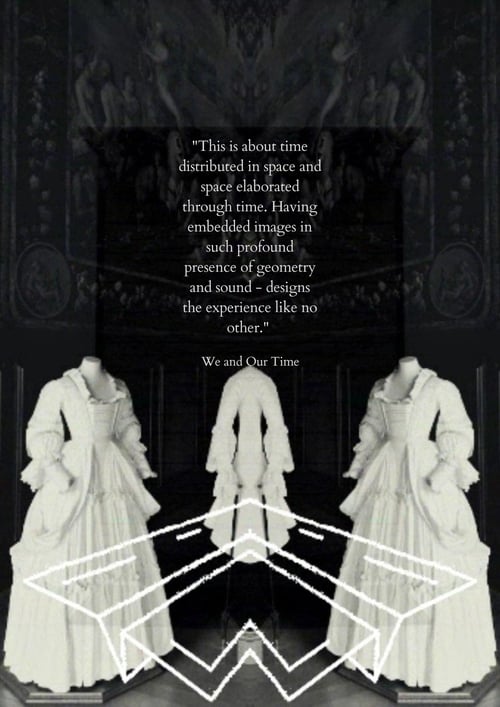 "This is about time
distributed in space and
space elaborated
through time. Having
embedded images in
such profound
presence of geometry
and sound - designs
the experience like no
other."
We and Our Time